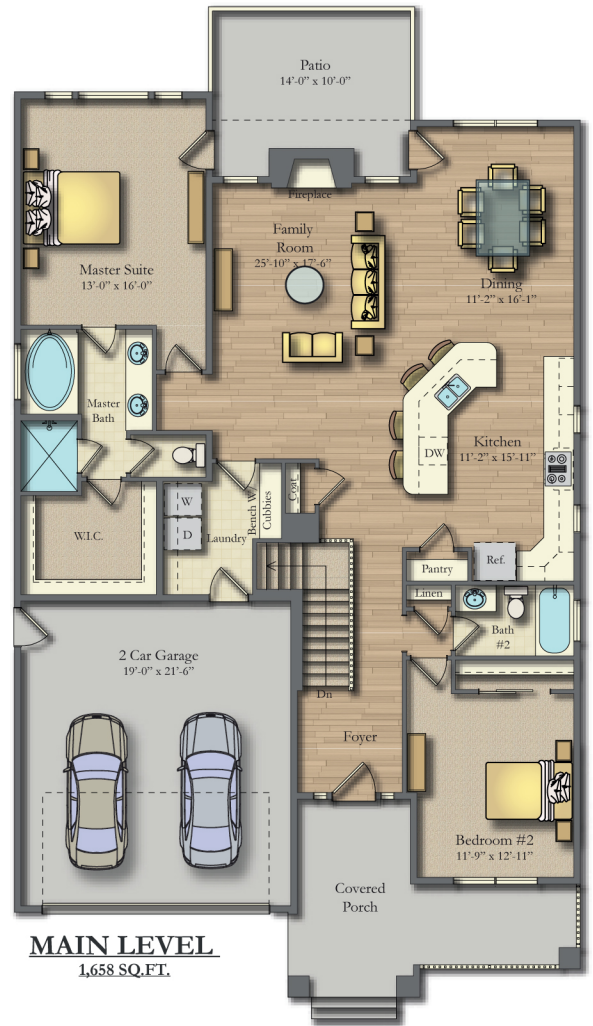 Patio
14'-0" x 10'-0"
Fireplace
Family
Room
25'-10" x 17'-6"
Master Suite
13'-0" x 16'-0"
Dining
11'-2" x 16'-1"
Master
Bath
Kitchen
11'-2" x 15'-11"
DW
W.I.C.
W
D
Laundry
Bench W/
Cubbies
Coat
Pantry
Ref.
Linen
Bath
#2
2 Car Garage
19'-0" x 21'-6"
Dn
Foyer
Bedroom #2
11'-9" x 12'-11"
Covered
Porch
MAIN LEVEL
1,658 SQ.FT.